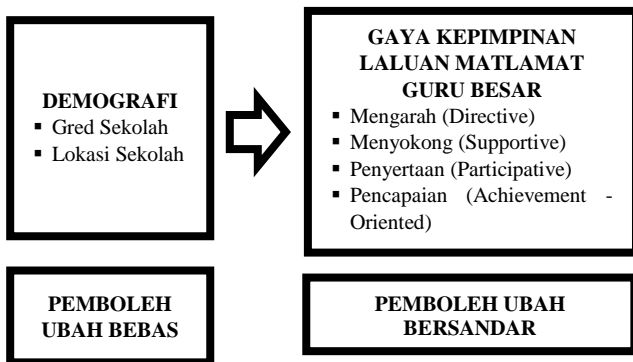 DEMOGRAFI
▪ Gred Sekolah
▪ Lokasi Sekolah
GAYA KEPIMPINAN
LALUAN MATLAMAT
GURU BESAR
▪ Mengarah (Directive)
▪ Menyokong (Supportive)
▪ Penyertaan (Participative)
▪ Pencapaian (Achievement -
Oriented)
PEMBOLEH
UBAH BEBAS
PEMBOLEH UBAH
BERSANDAR